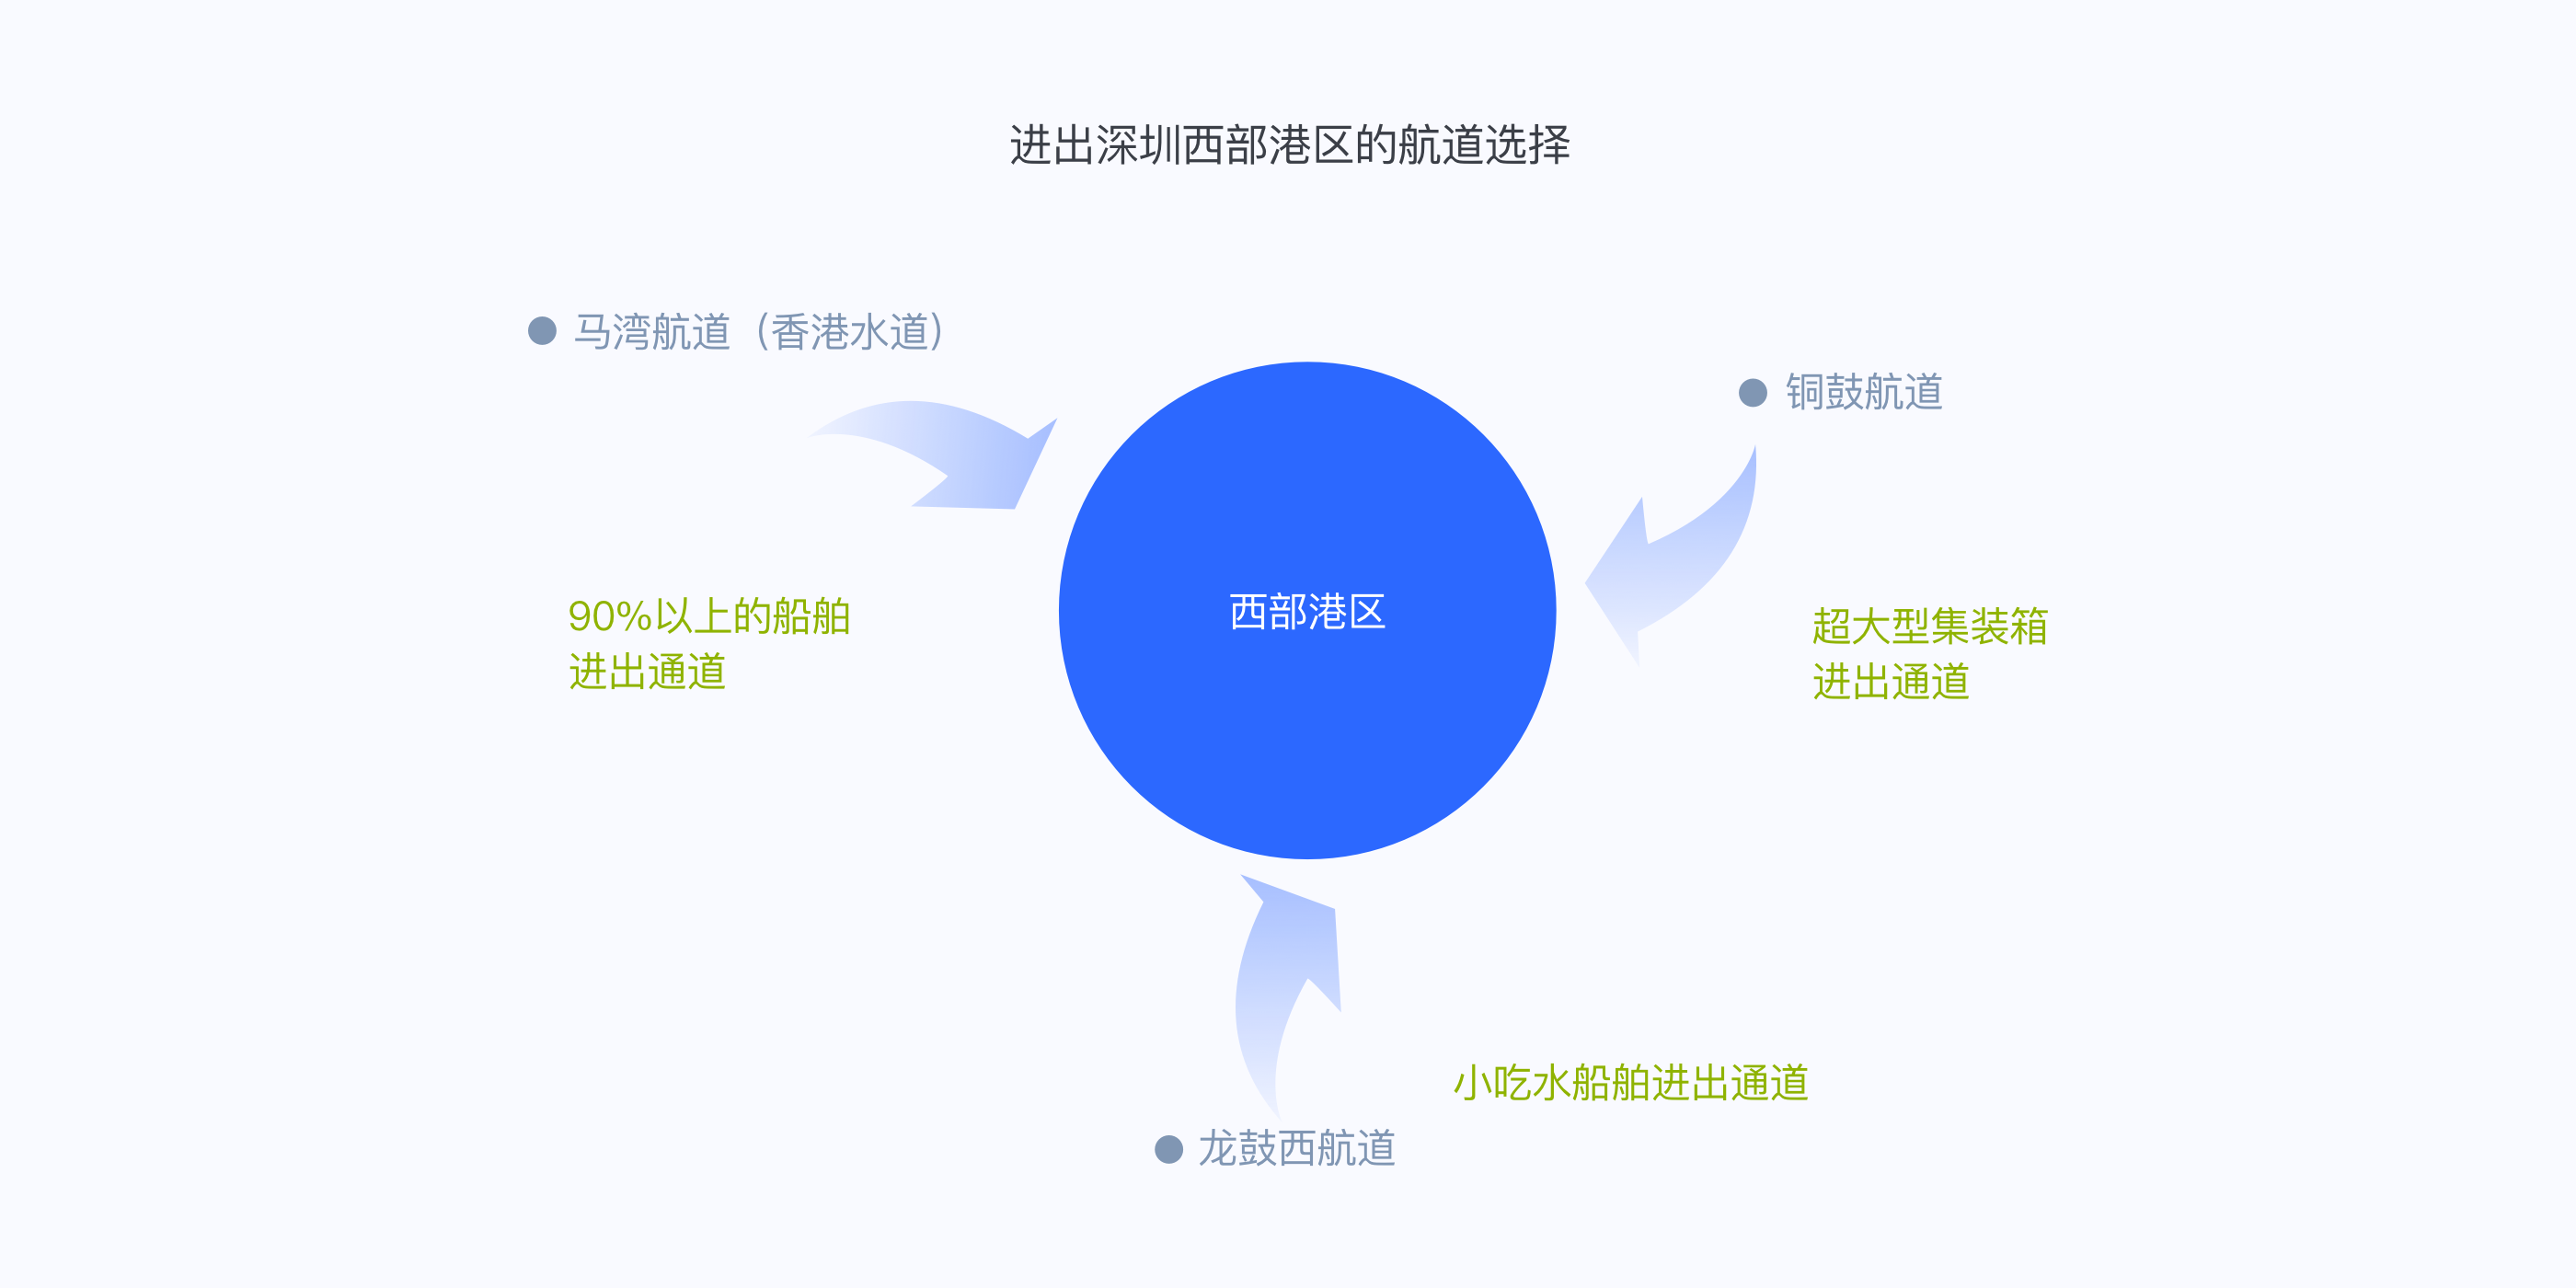 进出深圳西部港区的航道选择
马湾航道（香港水道）
铜鼓航道
90%以上的船舶
进出通道
西部港区
超大型集装箱
进出通道
小吃水船舶进出通道
龙鼓西航道